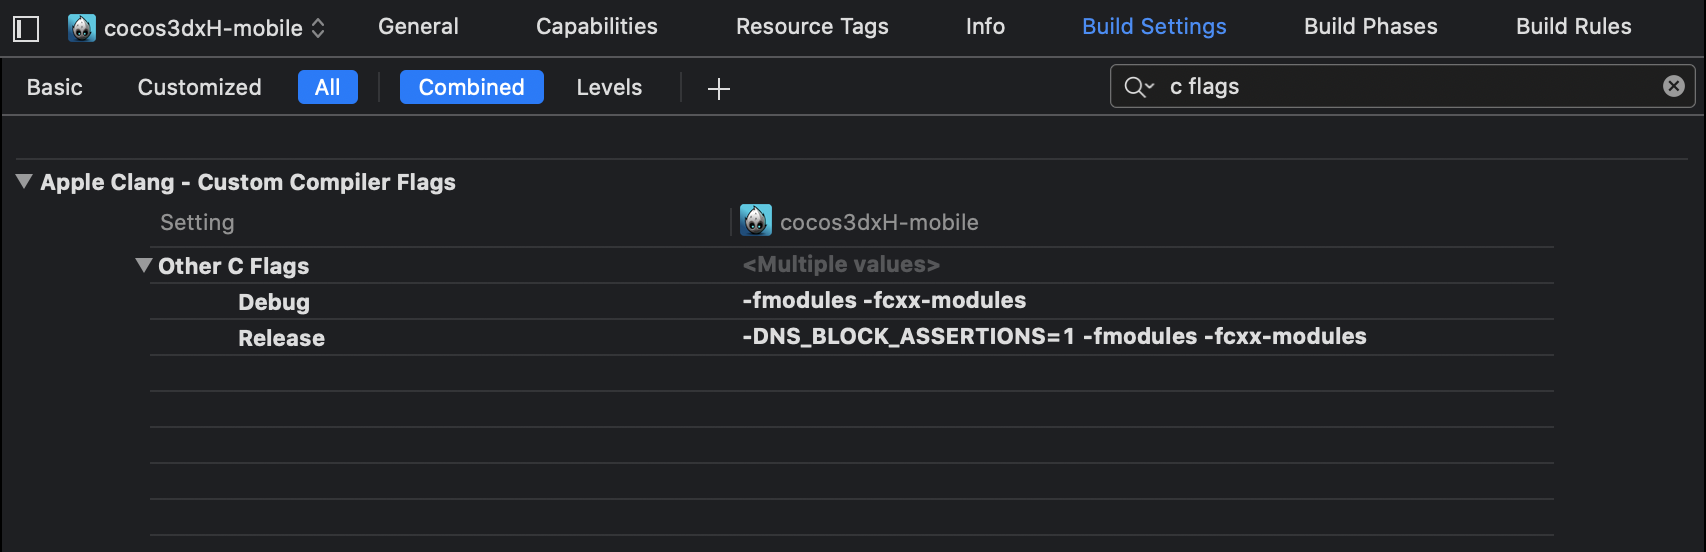 cocos3dxH-mobile General Capabilities Resource Tags Info Build Settings Build Phases Build Rules
Basic Customized All Combined Levels + c flags
Apple Clang - Custom Compiler Flags
Setting cocos3dxH-mobile
Other C Flags <Multiple values>
Debug -fmodules -fcxx-modules
Release -DNS_BLOCK_ASSERTIONS=1 -fmodules -fcxx-modules